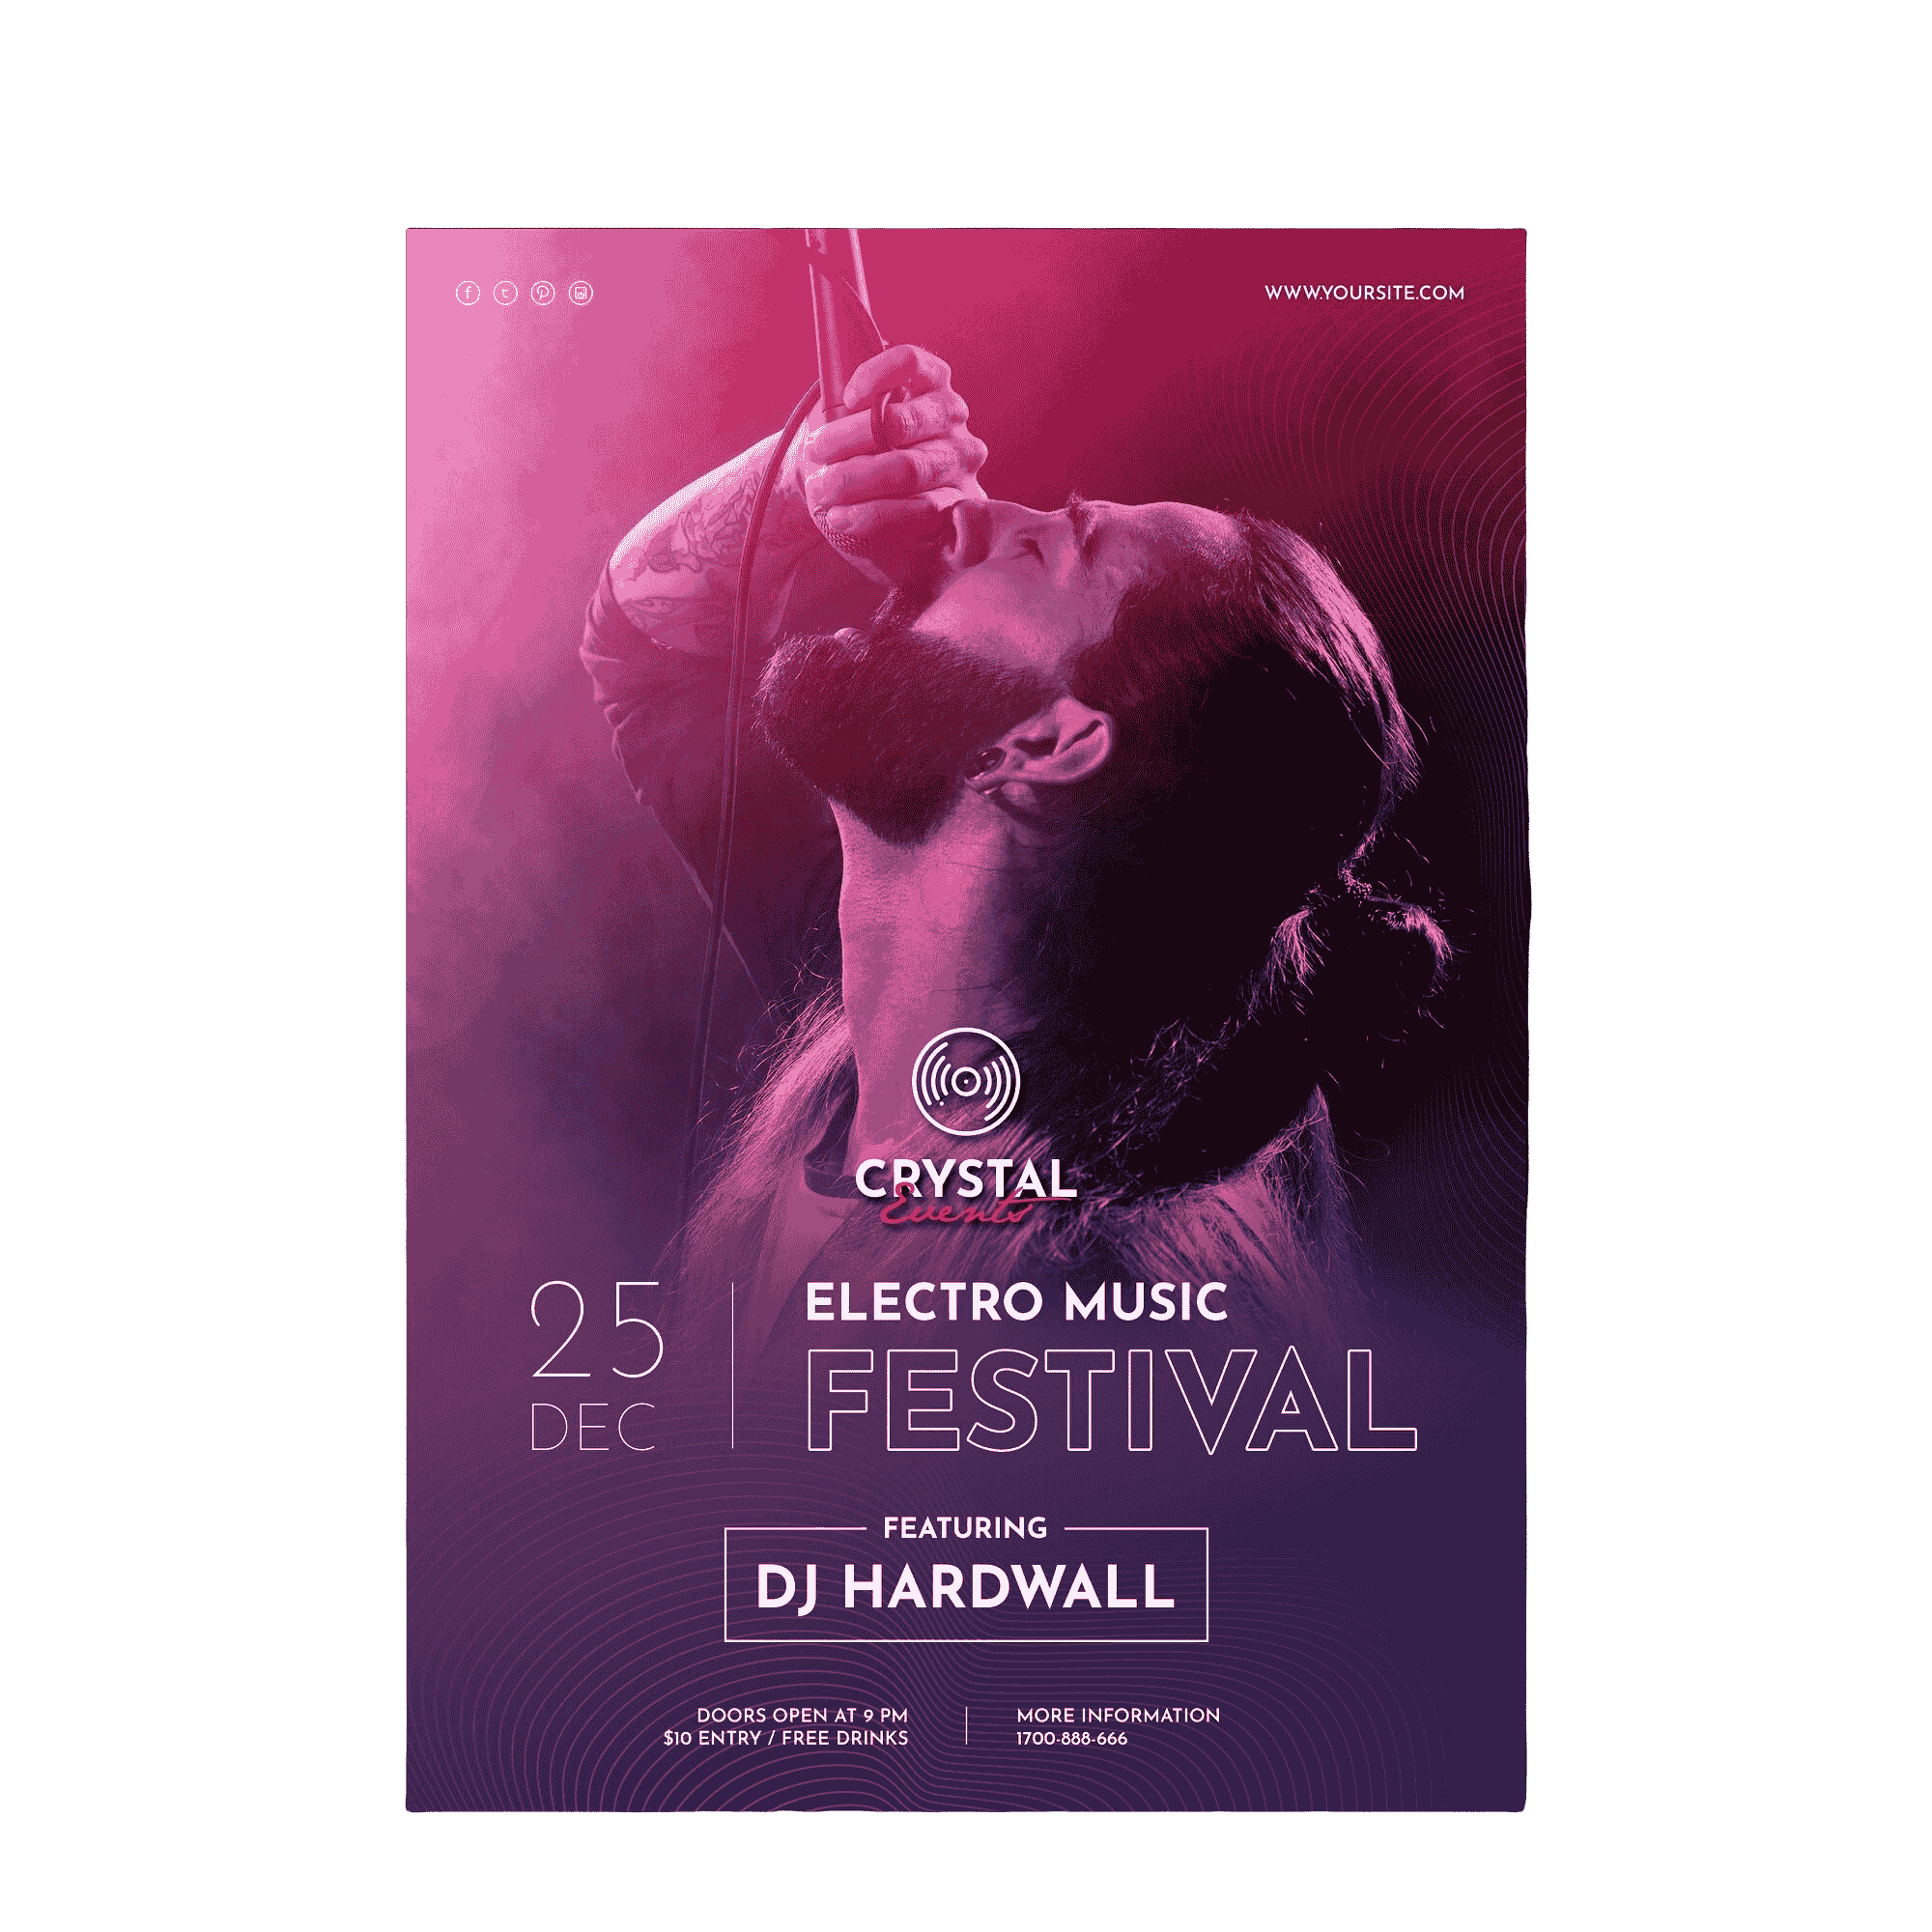 WWW.YOURSITE.COM
CRYSTAL
Events
25
DEC
ELECTRO MUSIC
FESTIVAL
FEATURING
DJ HARDWALL
DOORS OPEN AT 9 PM
$10 ENTRY / FREE DRINKS
MORE INFORMATION
1700-888-666